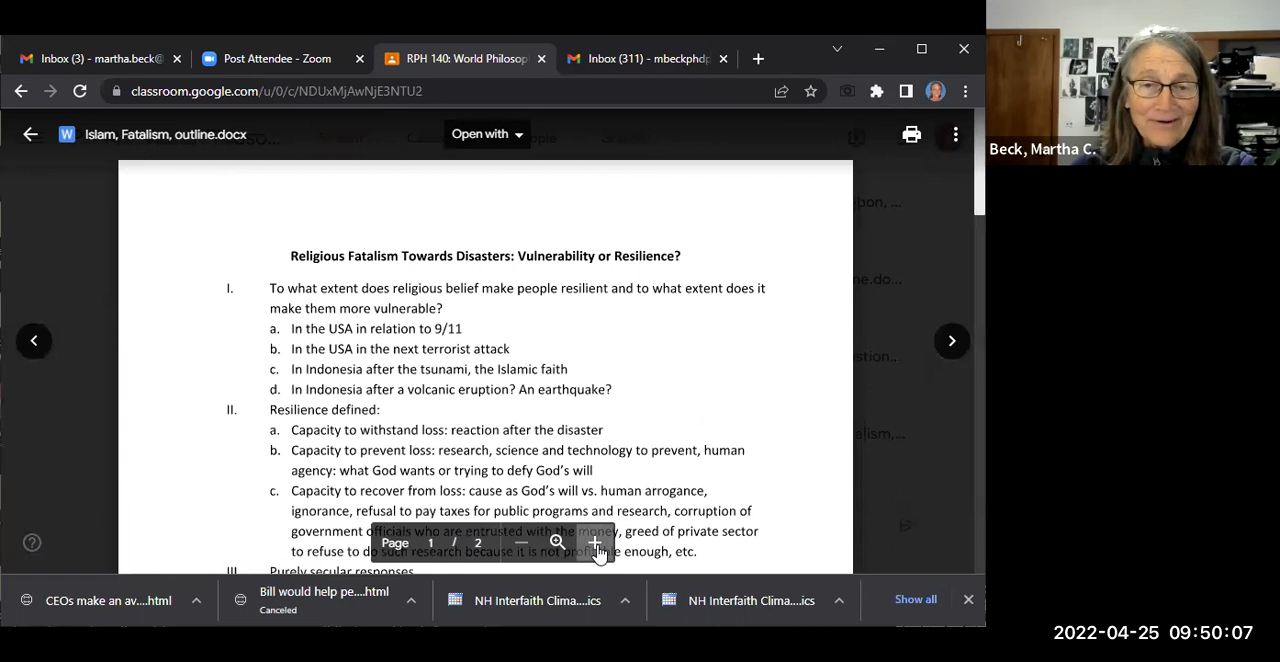 Inbox (3) - martha.beck@
Post Attendee - Zoom
RPH 140: World Philosop
Inbox (311) - mbeckphd
classroom.google.com/u/0/c/NDUxMjAwNjE3NTU2
W Islam, Fatalism, outline.docx
Open with
Beck, Martha C.
Religious Fatalism Towards Disasters: Vulnerability or Resilience?
I. To what extent does religious belief make people resilient and to what extent does it
make them more vulnerable?
a. In the USA in relation to 9/11
b. In the USA in the next terrorist attack
c. In Indonesia after the tsunami, the Islamic faith
d. In Indonesia after a volcanic eruption? An earthquake?
II. Resilience defined:
a. Capacity to withstand loss: reaction after the disaster
b. Capacity to prevent loss: research, science and technology to prevent, human
agency: what God wants or trying to defy God's will
c. Capacity to recover from loss: cause as God's will vs. human arrogance,
ignorance, refusal to pay taxes for public programs and research, corruption of
government officials who are entrusted with the money, greed of private sector
to refuse to do such research because it is not profitable enough, etc.
III. Purely secular responses
Page 1 / 2
CEOs make an av....html
Bill would help pe....html
Canceled
NH Interfaith Clima....ics
NH Interfaith Clima....ics
Show all
2022-04-25 09:50:07